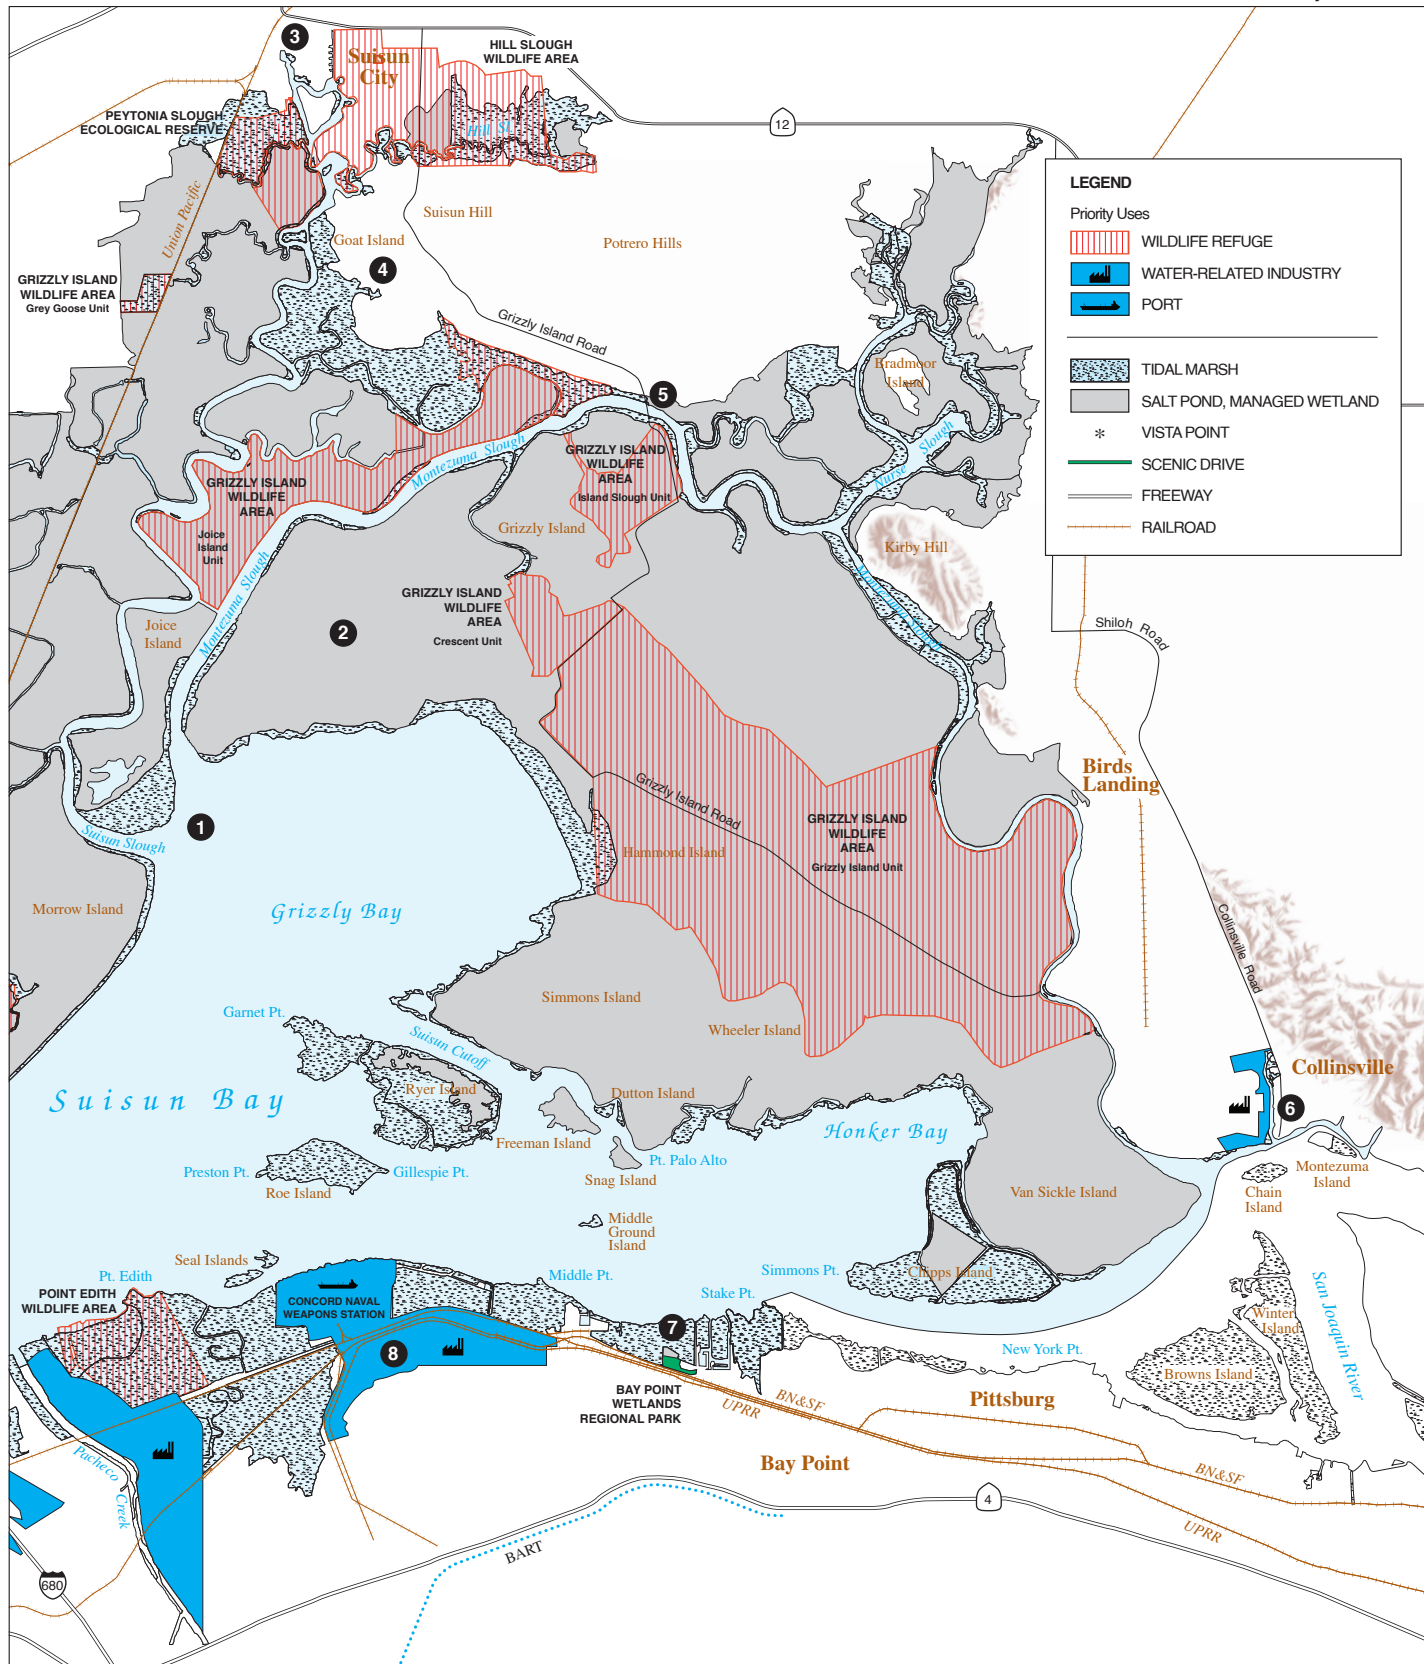 3
Suisun
City
HILL SLOUGH
WILDLIFE AREA
PEYTONIA SLOUGH
ECOLOGICAL RESERVE
Hill Sl.
12
Union Pacific
Suisun Hill
Goat Island
Potrero Hills
4
GRIZZLY ISLAND
WILDLIFE AREA
Grey Goose Unit
Grizzly Island Road
5
Bradmoor
Island
LEGEND
Priority Uses
WILDLIFE REFUGE
WATER-RELATED INDUSTRY
PORT
TIDAL MARSH
SALT POND, MANAGED WETLAND
* VISTA POINT
SCENIC DRIVE
FREEWAY
RAILROAD
Montezuma Slough
Nurse Slough
GRIZZLY ISLAND
WILDLIFE
AREA
Island Slough Unit
GRIZZLY ISLAND
WILDLIFE
AREA
Joice
Island
Unit
Grizzly Island
Kirby Hill
Montezuma Slough
Montezuma Slough
GRIZZLY ISLAND
WILDLIFE
AREA
Crescent Unit
Joice
Island
2
Shiloh Road
Birds
Landing
Grizzly Island Road
1
Suisun Slough
GRIZZLY ISLAND
WILDLIFE
AREA
Grizzly Island Unit
Hammond Island
Morrow Island
Grizzly Bay
Collinsville Road
Simmons Island
Garnet Pt.
Wheeler Island
Suisun Cutoff
Collinsville
Suisun Bay
Ryer Island
Dutton Island
6
Freeman Island
Honker Bay
Pt. Palo Alto
Preston Pt.
Gillespie Pt.
Roe Island
Snag Island
Van Sickle Island
Montezuma
Island
Chain
Island
Middle
Ground
Island
Seal Islands
Pt. Edith
Middle Pt.
Simmons Pt.
Chipps Island
Stake Pt.
POINT EDITH
WILDLIFE AREA
CONCORD NAVAL
WEAPONS STATION
San Joaquin River
Winter
Island
7
8
New York Pt.
Browns Island
BAY POINT
WETLANDS
REGIONAL PARK
BN&SF
UPRR
Pittsburg
Bay Point
Pacheco
Creek
BN&SF
4
UPRR
BART
680